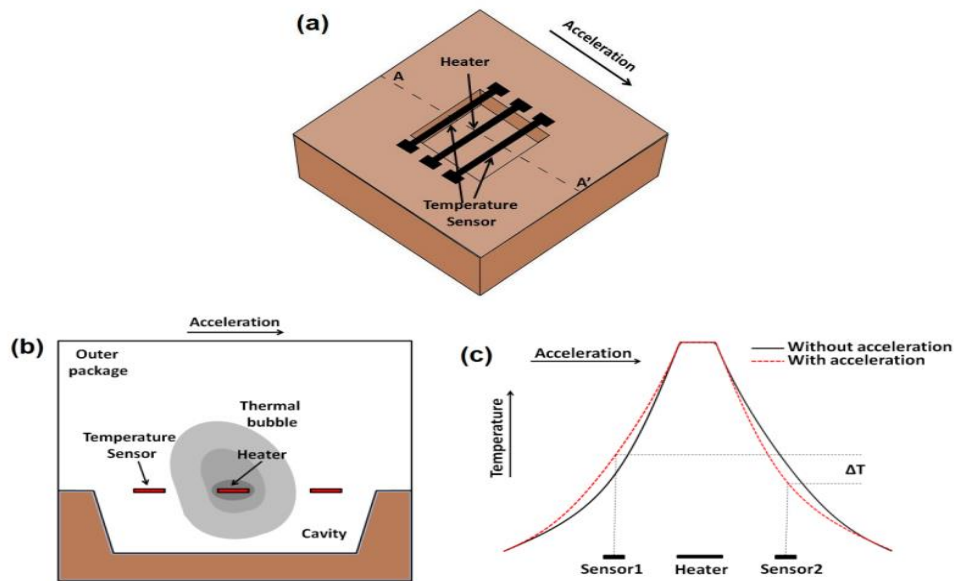 (a)
Acceleration
Heater
A
A'
Temperature
Sensor
(b)
Acceleration
Outer
package
Thermal
bubble
Temperature
Sensor
Heater
Cavity
(c)
Acceleration
Without acceleration
With acceleration
Temperature
ΔT
Sensor1
Heater
Sensor2